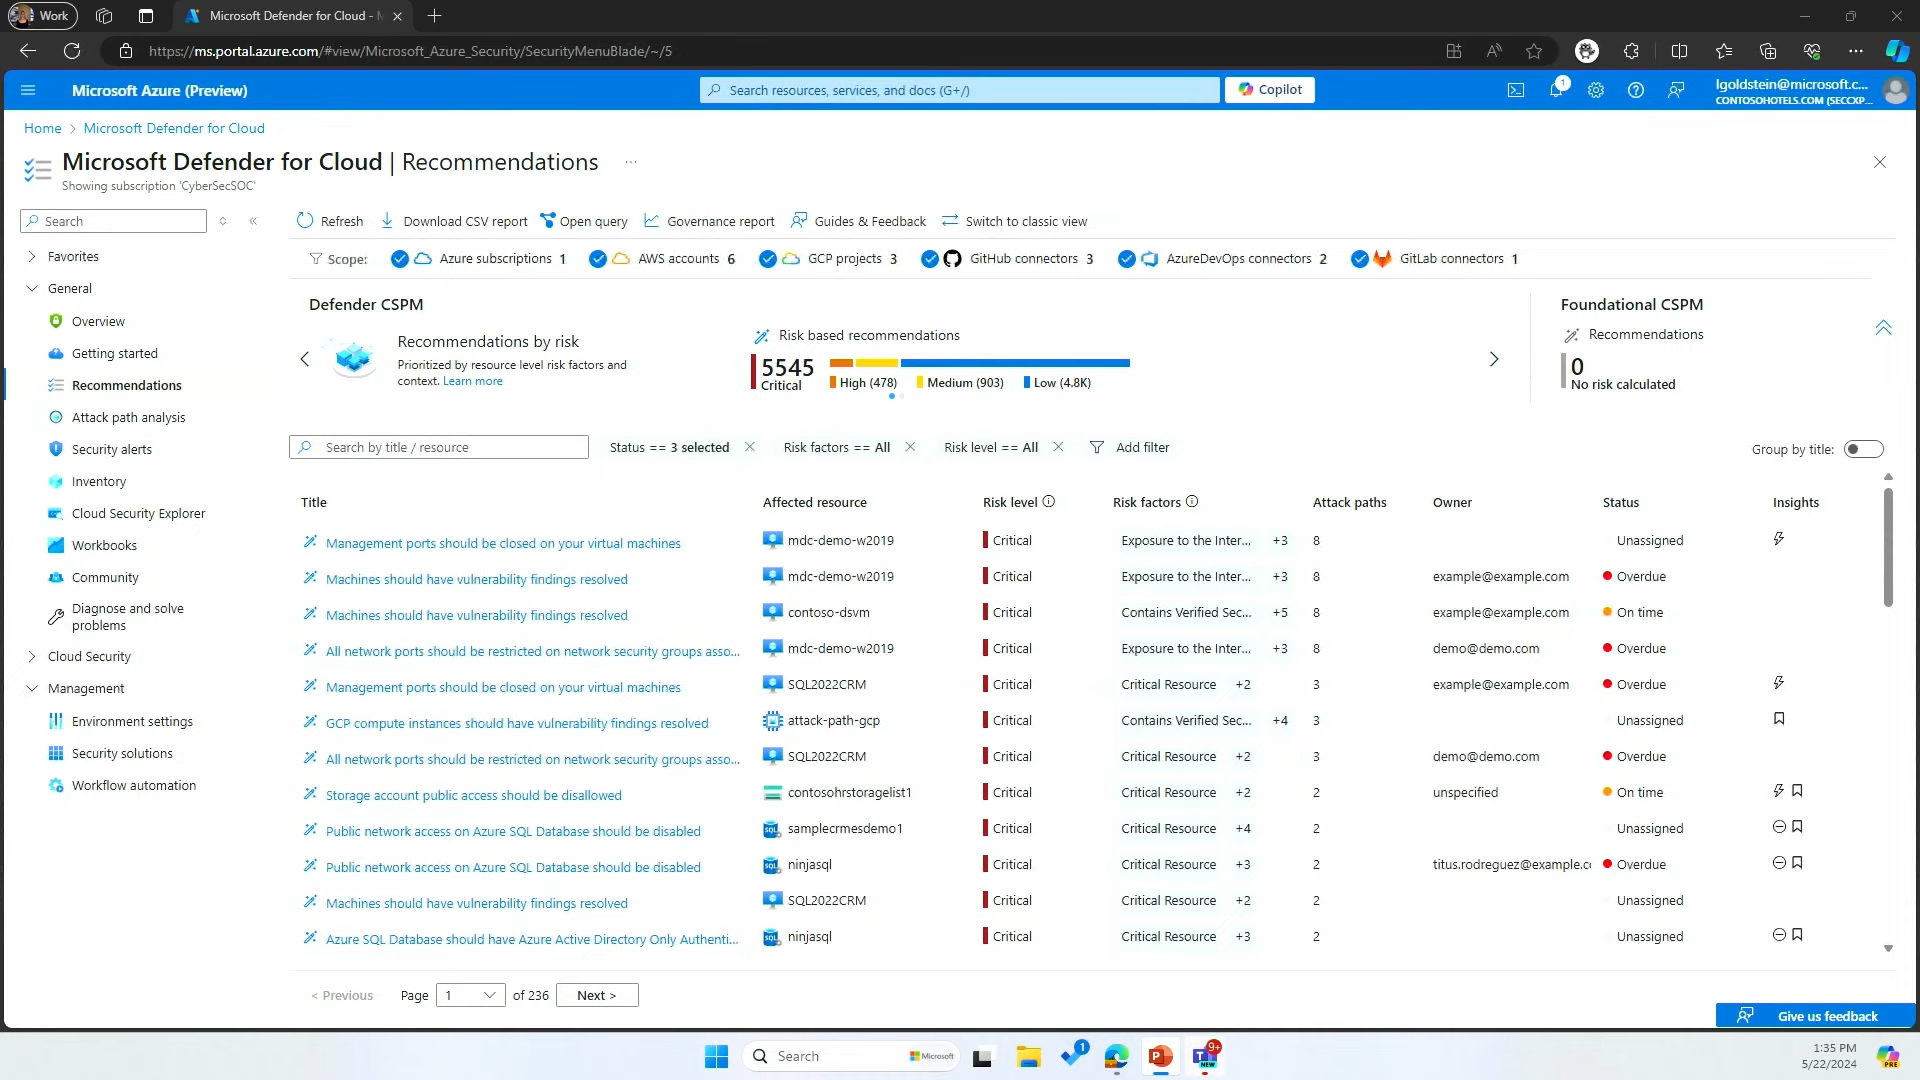 Work
Microsoft Defender for Cloud - M
https://ms.portal.azure.com/#view/Microsoft_Azure_Security/SecurityMenuBlade/~/5
Microsoft Azure (Preview)
Search resources, services, and docs (G+/)
Copilot
1
lgoldstein@microsoft.c...
CONTOSOHOTELS.COM (SECCXP...
Home > Microsoft Defender for Cloud
Microsoft Defender for Cloud | Recommendations ...
Showing subscription 'CyberSecSOC'
Search
Favorites
General
Overview
Getting started
Recommendations
Attack path analysis
Security alerts
Inventory
Cloud Security Explorer
Workbooks
Community
Diagnose and solve
problems
Cloud Security
Management
Environment settings
Security solutions
Workflow automation
Refresh Download CSV report Open query Governance report Guides & Feedback Switch to classic view
Scope: Azure subscriptions 1 AWS accounts 6 GCP projects 3 GitHub connectors 3 AzureDevOps connectors 2 GitLab connectors 1
Defender CSPM
Recommendations by risk
Prioritized by resource level risk factors and
context. Learn more
Risk based recommendations
5545
Critical
High (478) Medium (903) Low (4.8K)
Foundational CSPM
Recommendations
0
No risk calculated
Search by title / resource
Status == 3 selected Risk factors == All Risk level == All Add filter
Group by title:
Title Affected resource Risk level Risk factors Attack paths Owner Status Insights
Management ports should be closed on your virtual machines mdc-demo-w2019 Critical Exposure to the Inter... +3 8 Unassigned
Machines should have vulnerability findings resolved mdc-demo-w2019 Critical Exposure to the Inter... +3 8 example@example.com Overdue
Machines should have vulnerability findings resolved contoso-dsvm Critical Contains Verified Sec... +5 8 example@example.com On time
All network ports should be restricted on network security groups asso... mdc-demo-w2019 Critical Exposure to the Inter... +3 8 demo@demo.com Overdue
Management ports should be closed on your virtual machines SQL2022CRM Critical Critical Resource +2 3 example@example.com Overdue
GCP compute instances should have vulnerability findings resolved attack-path-gcp Critical Contains Verified Sec... +4 3 Unassigned
All network ports should be restricted on network security groups asso... SQL2022CRM Critical Critical Resource +2 3 demo@demo.com Overdue
Storage account public access should be disallowed contosohrstoragelist1 Critical Critical Resource +2 2 unspecified On time
Public network access on Azure SQL Database should be disabled samplecrmesdemo1 Critical Critical Resource +4 2 Unassigned
Public network access on Azure SQL Database should be disabled ninjasql Critical Critical Resource +3 2 titus.rodreguez@example.cc Overdue
Machines should have vulnerability findings resolved SQL2022CRM Critical Critical Resource +2 2 Unassigned
Azure SQL Database should have Azure Active Directory Only Authenti... ninjasql Critical Critical Resource +3 2 Unassigned
< Previous Page 1 of 236 Next >
Give us feedback
Search
Microsoft
1
9+
NEW
1:35 PM
5/22/2024
PRE